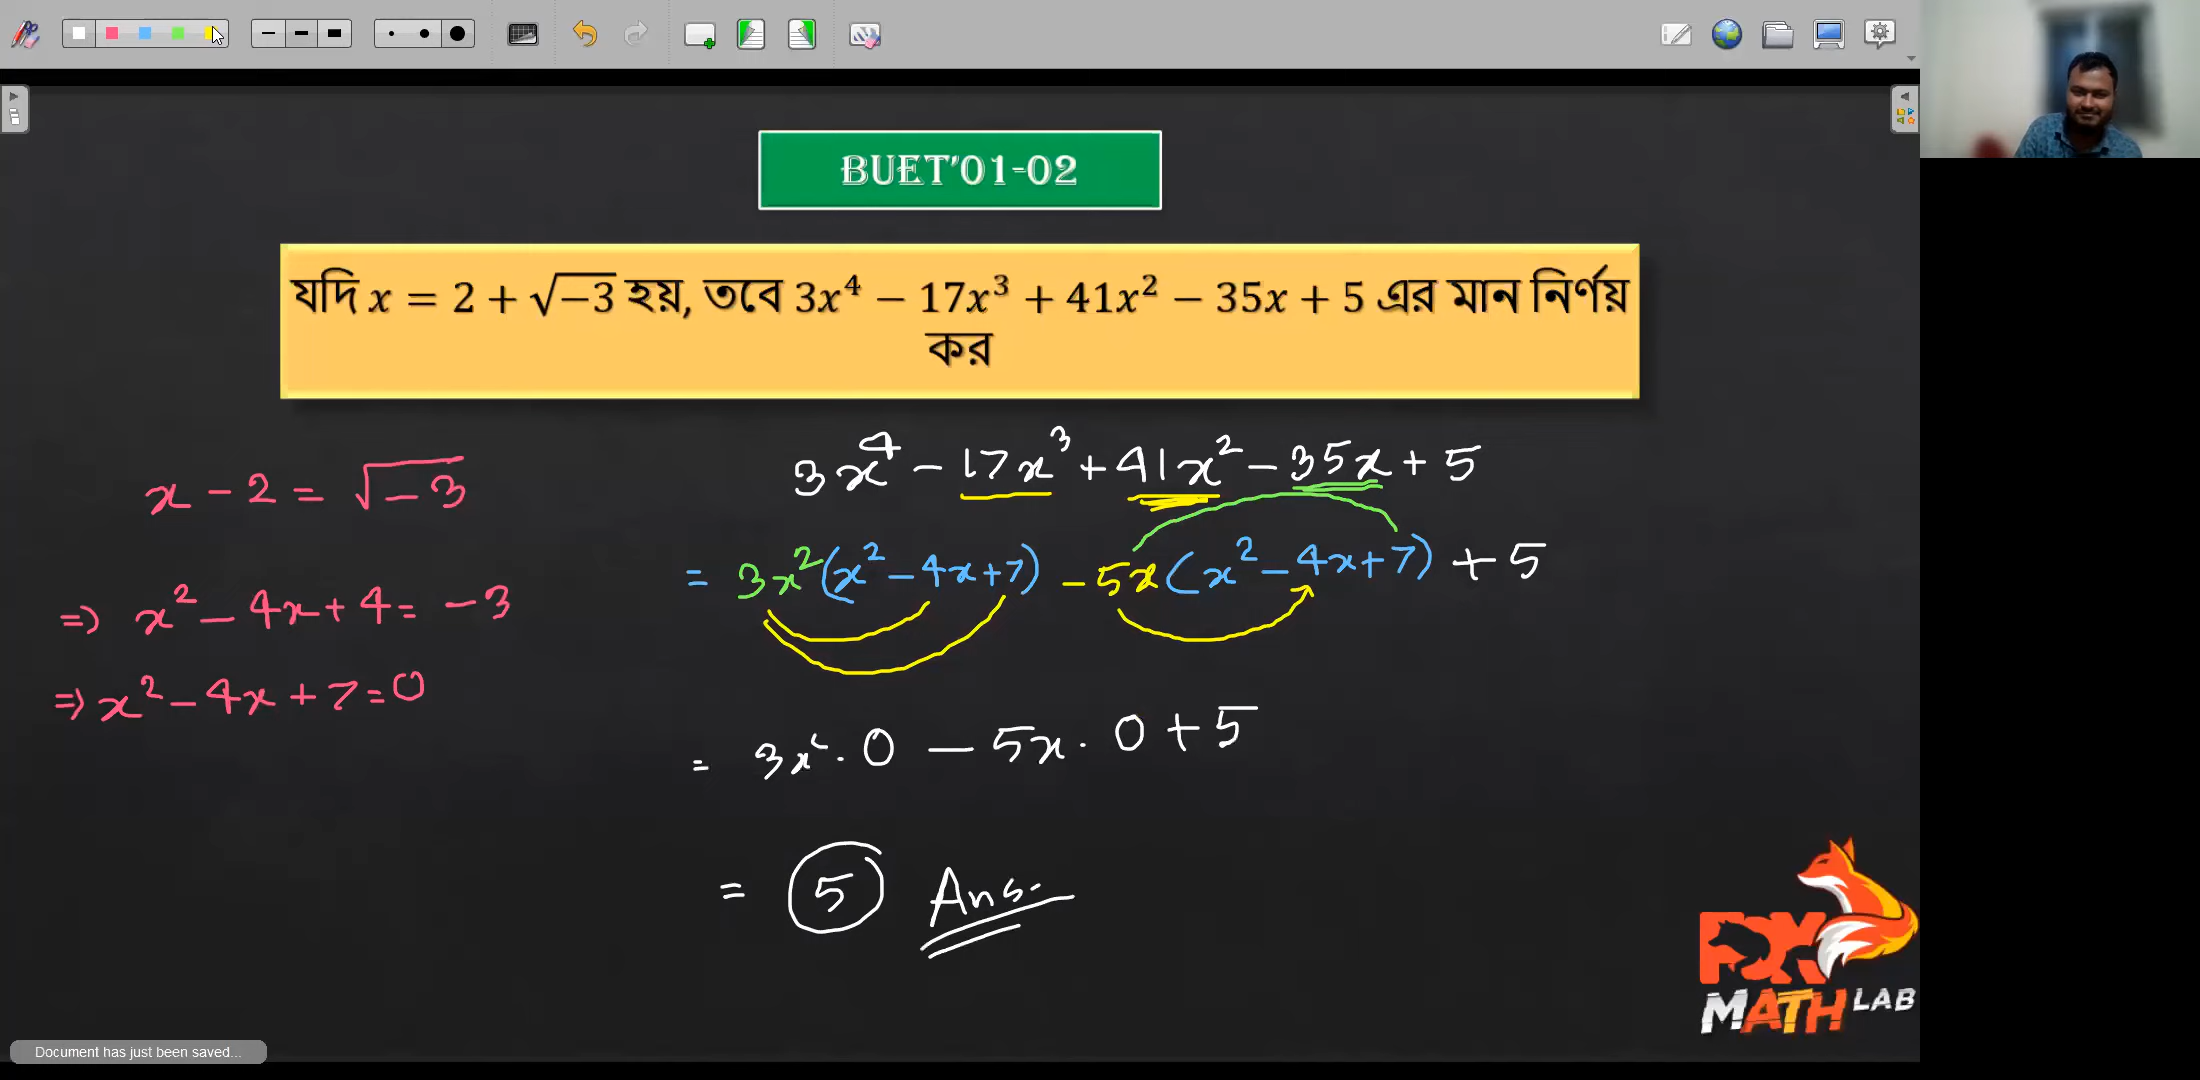 BUET'01-02
যদি x = 2 + √−3 হয়, তবে 3x⁴ − 17x³ + 41x² − 35x + 5 এর মান নির্ণয়
কর
x − 2 = √−3
⇒ x² − 4x + 4 = −3
⇒ x² − 4x + 7 = 0
3x⁴ − 17x³ + 41x² − 35x + 5
= 3x²(x² − 4x + 7) − 5x(x² − 4x + 7) + 5
= 3x². 0 − 5x. 0 + 5
= 5 Ans.
FOX
MATH LAB
Document has just been saved...